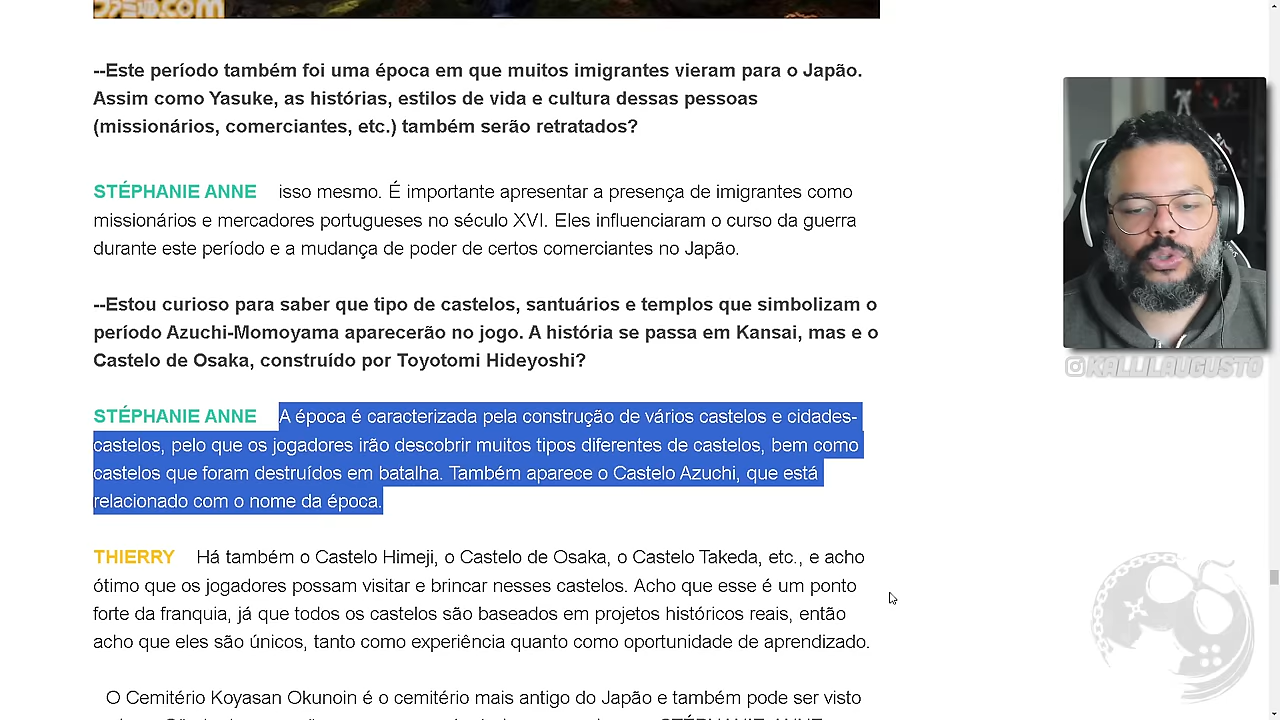 --Este período também foi uma época em que muitos imigrantes vieram para o Japão.
Assim como Yasuke, as histórias, estilos de vida e cultura dessas pessoas
(missionários, comerciantes, etc.) também serão retratados?
STÉPHANIE ANNE isso mesmo. É importante apresentar a presença de imigrantes como
missionários e mercadores portugueses no século XVI. Eles influenciaram o curso da guerra
durante este período e a mudança de poder de certos comerciantes no Japão.
--Estou curioso para saber que tipo de castelos, santuários e templos que simbolizam o
período Azuchi-Momoyama aparecerão no jogo. A história se passa em Kansai, mas e o
Castelo de Osaka, construído por Toyotomi Hideyoshi?
STÉPHANIE ANNE A época é caracterizada pela construção de vários castelos e cidades-
castelos, pelo que os jogadores irão descobrir muitos tipos diferentes de castelos, bem como
castelos que foram destruídos em batalha. Também aparece o Castelo Azuchi, que está
relacionado com o nome da época.
THIERRY Há também o Castelo Himeji, o Castelo de Osaka, o Castelo Takeda, etc., e acho
ótimo que os jogadores possam visitar e brincar nesses castelos. Acho que esse é um ponto
forte da franquia, já que todos os castelos são baseados em projetos históricos reais, então
acho que eles são únicos, tanto como experiência quanto como oportunidade de aprendizado.
O Cemitério Koyasan Okunoin é o cemitério mais antigo do Japão e também pode ser visto
STÉPHANIE ANNE
@KALLILAUGUSTO